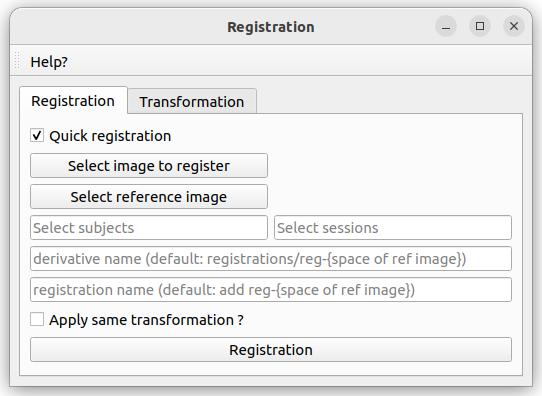 Registration
Help?
Registration Transformation
Quick registration
Select image to register
Select reference image
Select subjects Select sessions
derivative name (default: registrations/reg-{space of ref image})
registration name (default: add reg-{space of ref image})
Apply same transformation ?
Registration